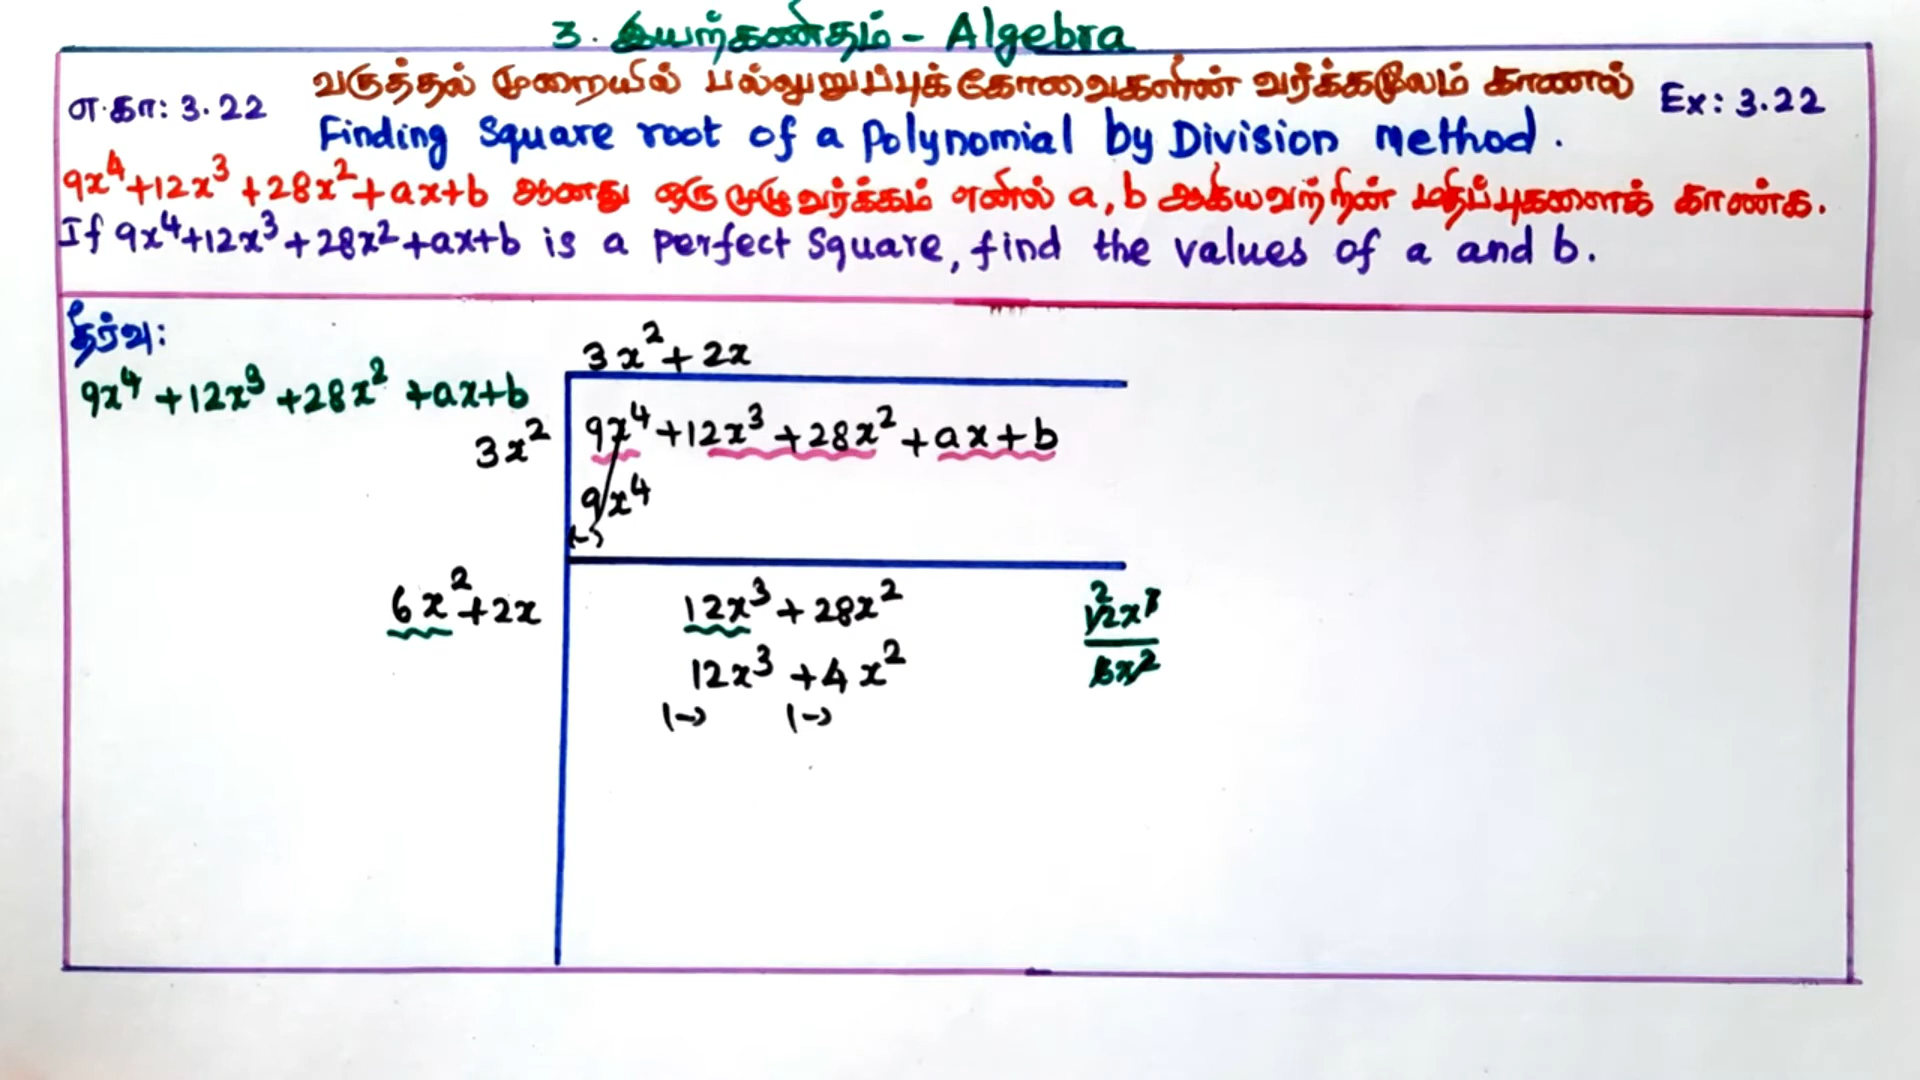 3. இயற்கணிதம் - Algebra
எ.கா: 3.22
வகுத்தல் முறையில் பல்லுறுப்புக்கோவைகளின் வர்க்கமூலம் காணல்
Ex: 3.22
Finding Square root of a Polynomial by Division method.
9x⁴+12x³+28x²+ax+b ஆனது ஒரு முழு வர்க்கம் எனில் a, b ஆகியவற்றின் மதிப்புகளைக் காண்க.
If 9x⁴+12x³+28x²+ax+b is a perfect Square, find the values of a and b.
தீர்வு:
3x²+2x
9x⁴+12x³+28x²+ax+b
3x² 9x⁴+12x³+28x²+ax+b
9x⁴
(-)
6x²+2x 12x³+28x² 2 12x³
12x³+4x² 6x²
(-) (-)